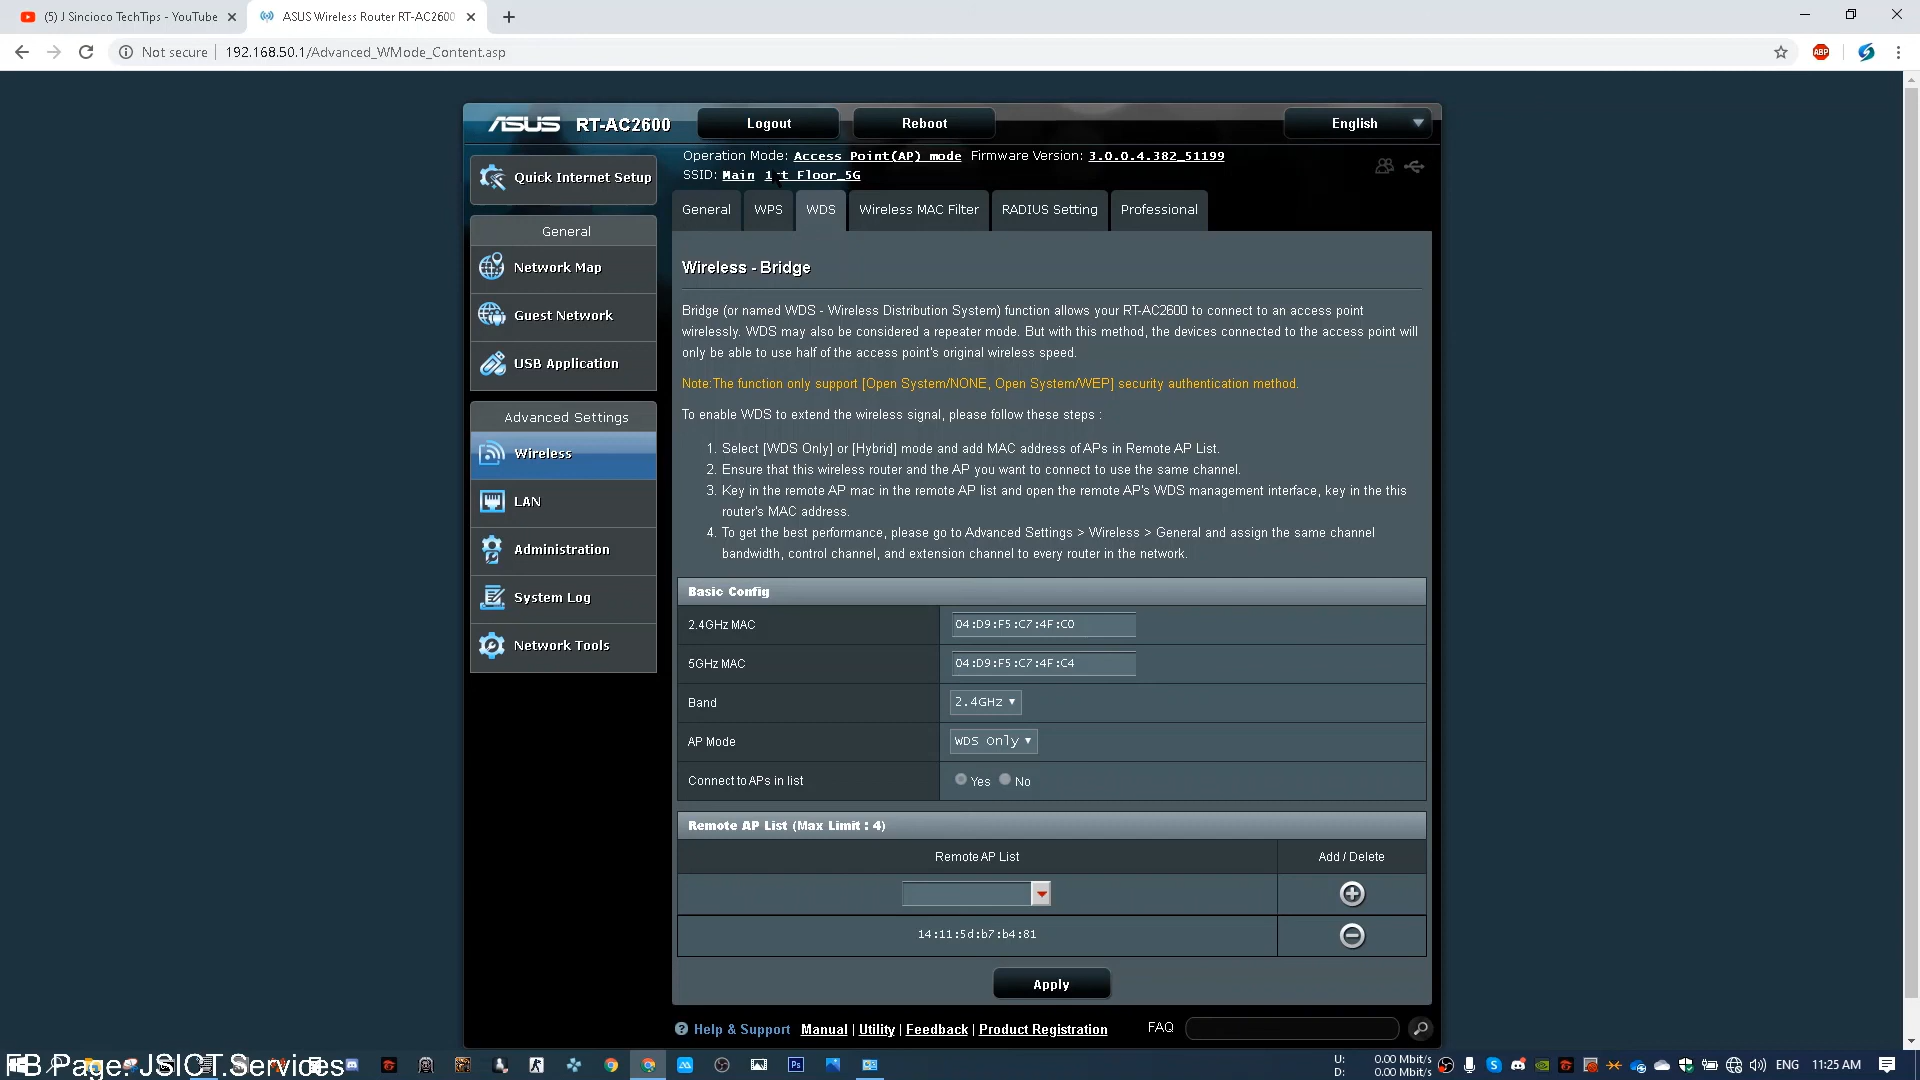 (5) J Sincioco TechTips - YouTube
ASUS Wireless Router RT-AC2600
Not secure
192.168.50.1/Advanced_WMode_Content.asp
ABP
ASUS RT-AC2600
Logout
Reboot
English
Operation Mode: Access Point(AP) mode Firmware Version: 3.0.0.4.382_51199
SSID: Main Floor_5G
Quick Internet Setup
General
Network Map
Guest Network
USB Application
Advanced Settings
Wireless
LAN
Administration
System Log
Network Tools
General
WPS
WDS
Wireless MAC Filter
RADIUS Setting
Professional
Wireless - Bridge
Bridge (or named WDS - Wireless Distribution System) function allows your RT-AC2600 to connect to an access point
wirelessly. WDS may also be considered a repeater mode. But with this method, the devices connected to the access point will
only be able to use half of the access point's original wireless speed.
Note:The function only support [Open System/NONE, Open System/WEP] security authentication method.
To enable WDS to extend the wireless signal, please follow these steps :
1. Select [WDS Only] or [Hybrid] mode and add MAC address of APs in Remote AP List.
2. Ensure that this wireless router and the AP you want to connect to use the same channel.
3. Key in the remote AP mac in the remote AP list and open the remote AP's WDS management interface, key in the this
router's MAC address.
4. To get the best performance, please go to Advanced Settings > Wireless > General and assign the same channel
bandwidth, control channel, and extension channel to every router in the network.
Basic Config
2.4GHz MAC
04:D9:F5:C7:4F:C0
5GHz MAC
04:D9:F5:C7:4F:C4
Band
2.4GHz
AP Mode
WDS Only
Connect to APs in list
Yes No
Remote AP List (Max Limit : 4)
Remote AP List
Add / Delete
14:11:5d:b7:b4:81
Apply
Help & Support
Manual | Utility | Feedback | Product Registration
FAQ
FB Page: JSICT.Services
Ps
U: 0.00 Mbit/s
D: 0.00 Mbit/s
ENG
11:25 AM